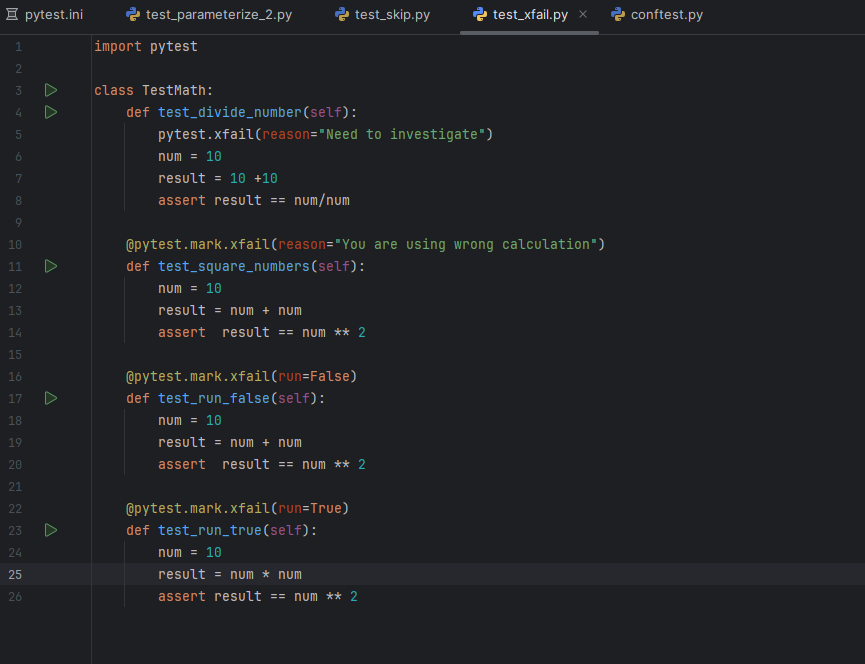 pytest.ini test_parameterize_2.py test_skip.py test_xfail.py conftest.py
1 import pytest
2
3 class TestMath:
4 def test_divide_number(self):
5 pytest.xfail(reason="Need to investigate")
6 num = 10
7 result = 10 +10
8 assert result == num/num
9
10 @pytest.mark.xfail(reason="You are using wrong calculation")
11 def test_square_numbers(self):
12 num = 10
13 result = num + num
14 assert  result == num ** 2
15
16 @pytest.mark.xfail(run=False)
17 def test_run_false(self):
18 num = 10
19 result = num + num
20 assert  result == num ** 2
21
22 @pytest.mark.xfail(run=True)
23 def test_run_true(self):
24 num = 10
25 result = num * num
26 assert result == num ** 2